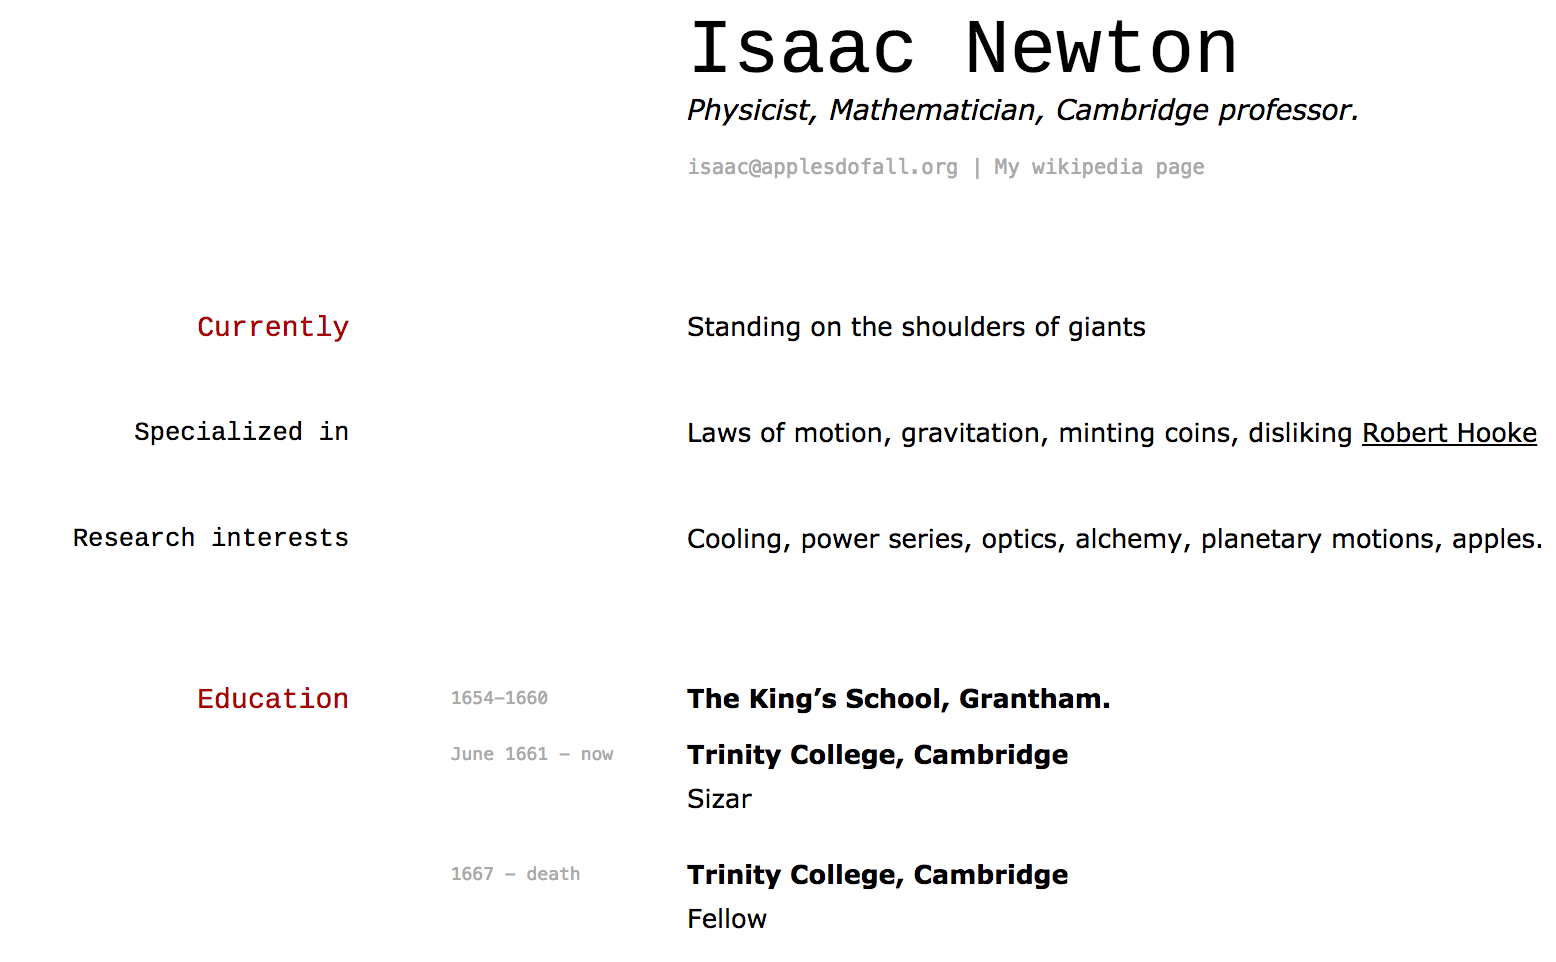 Isaac Newton
Physicist, Mathematician, Cambridge professor.
isaac@applesdofall.org | My wikipedia page
Currently
Standing on the shoulders of giants
Specialized in
Laws of motion, gravitation, minting coins, disliking Robert Hooke
Research interests
Cooling, power series, optics, alchemy, planetary motions, apples.
Education
1654–1660
The King’s School, Grantham.
June 1661 – now
Trinity College, Cambridge
Sizar
1667 – death
Trinity College, Cambridge
Fellow